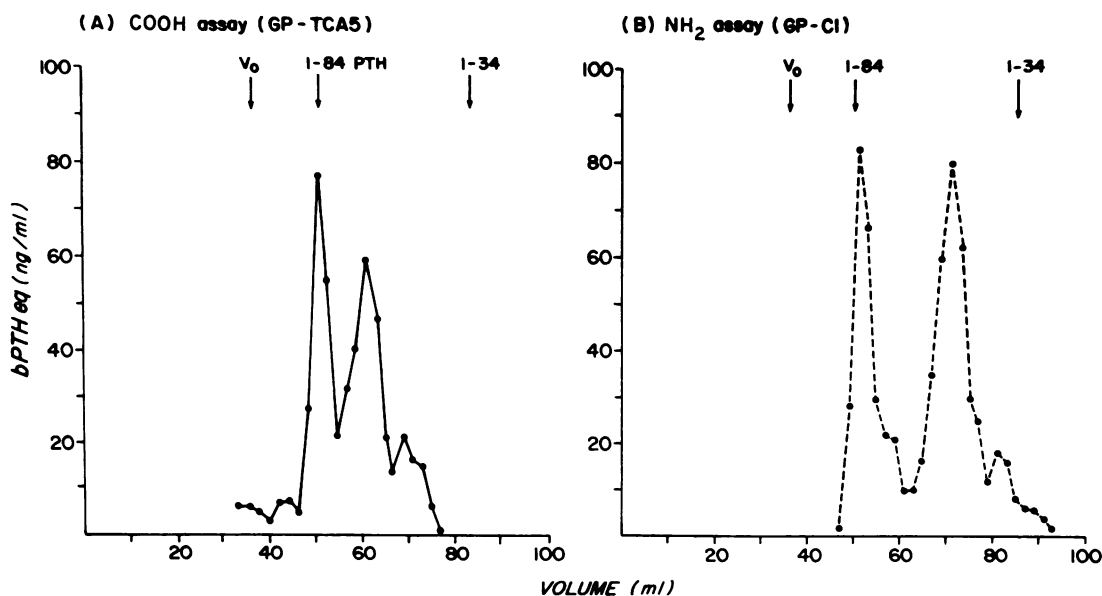 (A) COOH assay (GP-TCA5)
V₀ 1-84 PTH 1-34
100
80
60
40
20
20 40 60 80 100
bPTH eq (ng/ml)
(B) NH₂ assay (GP-CI)
V₀ 1-84 1-34
100
80
60
40
20
20 40 60 80 100
VOLUME (ml)